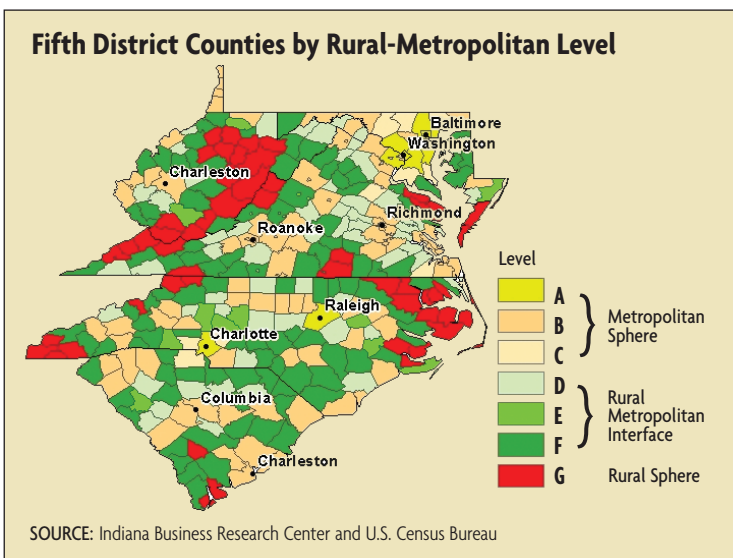 Fifth District Counties by Rural-Metropolitan Level
Baltimore
Washington
Charleston
Richmond
Roanoke
Raleigh
Charlotte
Columbia
Charleston
Level
A
B
C
Metropolitan
Sphere
D
E
F
Rural
Metropolitan
Interface
G
Rural Sphere
SOURCE: Indiana Business Research Center and U.S. Census Bureau